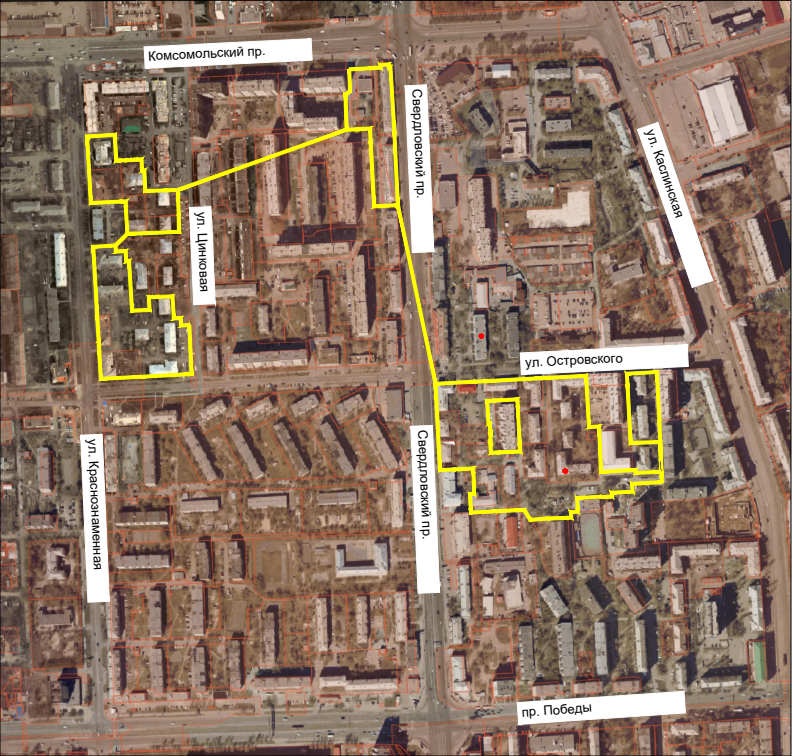 Комсомольский пр.
Свердловский пр.
ул. Каслинская
ул. Цинковая
ул. Островского
ул. Краснознаменная
Свердловский пр.
пр. Победы